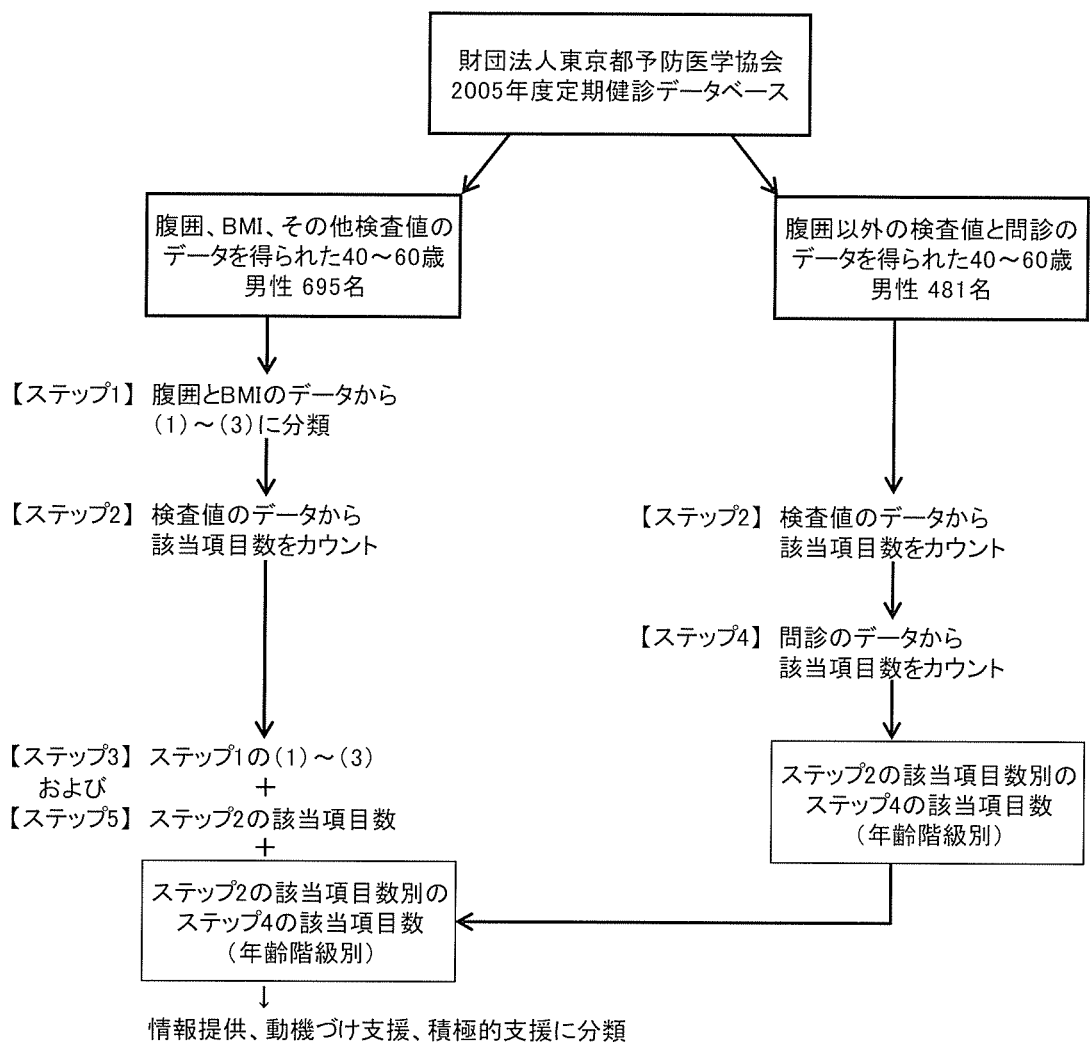 財団法人東京都予防医学協会
2005年度定期健診データベース
腹囲、BMI、その他検査値の
データを得られた40～60歳
男性 695名
【ステップ1】 腹囲とBMIのデータから
(1)～(3)に分類
【ステップ2】 検査値のデータから
該当項目数をカウント
【ステップ3】 ステップ1の(1)～(3)
および +
【ステップ5】 ステップ2の該当項目数
+
ステップ2の該当項目数別の
ステップ4の該当項目数
(年齢階級別)
↓
情報提供、動機づけ支援、積極的支援に分類
腹囲以外の検査値と問診の
データを得られた40～60歳
男性 481名
【ステップ2】 検査値のデータから
該当項目数をカウント
【ステップ4】 問診のデータから
該当項目数をカウント
ステップ2の該当項目数別の
ステップ4の該当項目数
(年齢階級別)